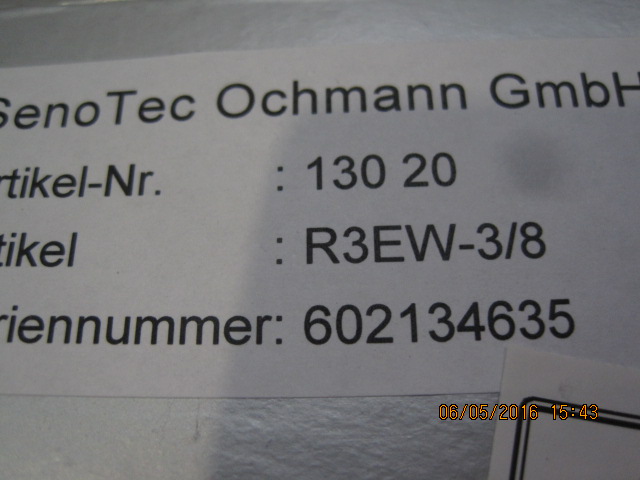 SenoTec Ochmann GmbH
rtikel-Nr. : 130 20
tikel : R3EW-3/8
riennummer: 602134635
06/05/2016 15:43